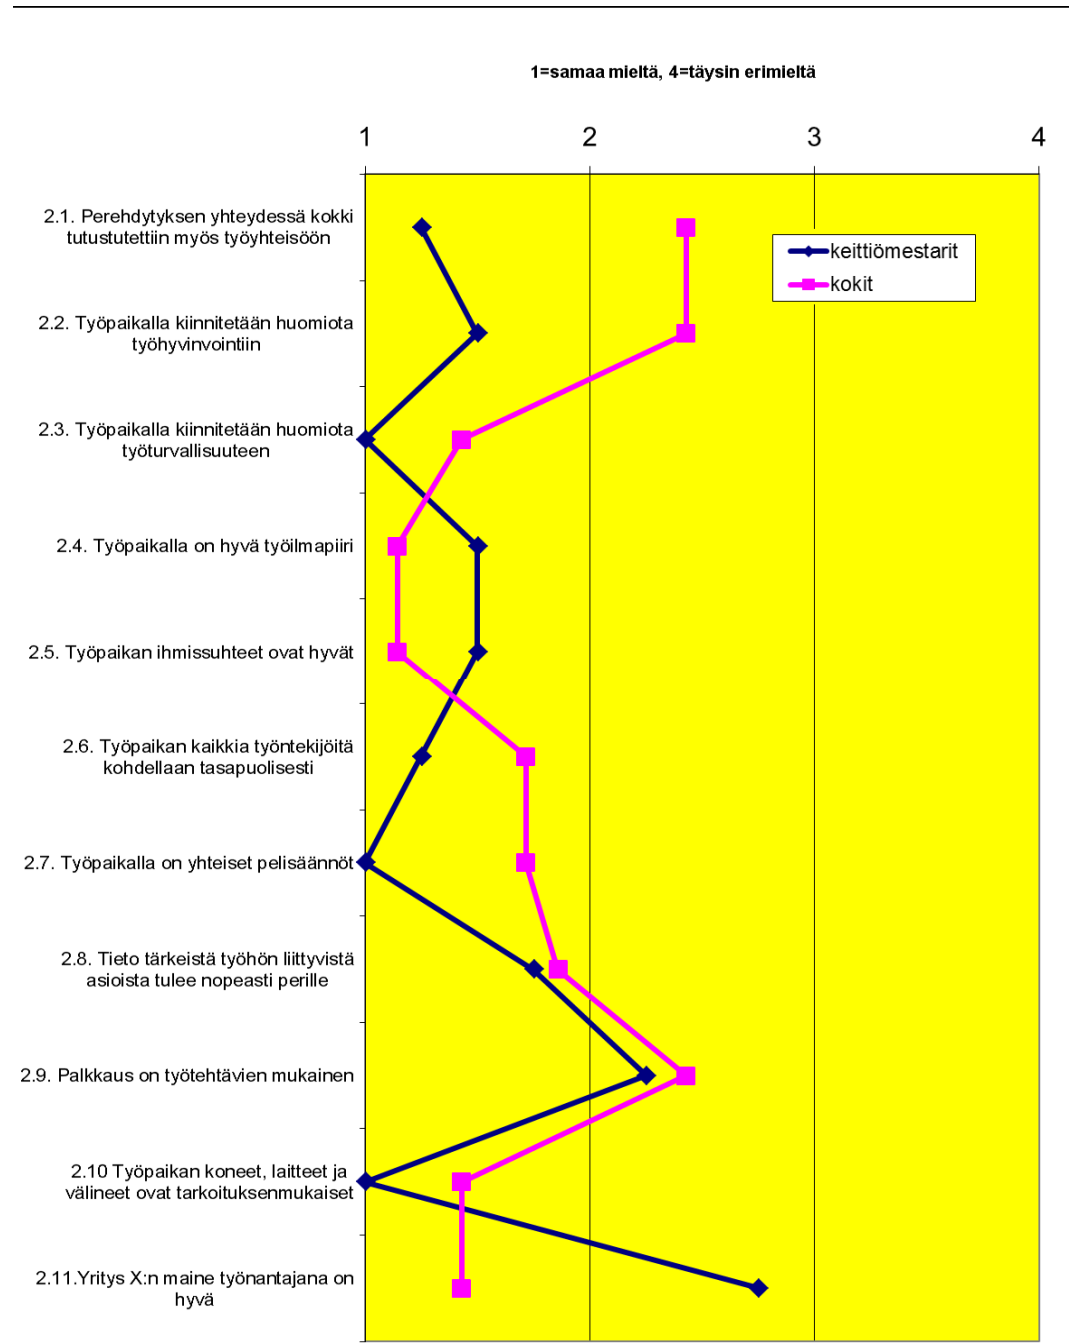 1=samaa mieltä, 4=täysin erimieltä
1 2 3 4
2.1. Perehdytyksen yhteydessä kokki
tutustutettiin myös työyhteisöön
keittiömestarit
kokit
2.2. Työpaikalla kiinnitetään huomiota
työhyvinvointiin
2.3. Työpaikalla kiinnitetään huomiota
työturvallisuuteen
2.4. Työpaikalla on hyvä työilmapiiri
2.5. Työpaikan ihmissuhteet ovat hyvät
2.6. Työpaikan kaikkia työntekijöitä
kohdellaan tasapuolisesti
2.7. Työpaikalla on yhteiset pelisäännöt
2.8. Tieto tärkeistä työhön liittyvistä
asioista tulee nopeasti perille
2.9. Palkkaus on työtehtävien mukainen
2.10 Työpaikan koneet, laitteet ja
välineet ovat tarkoituksenmukaiset
2.11.Yritys X:n maine työnantajana on
hyvä